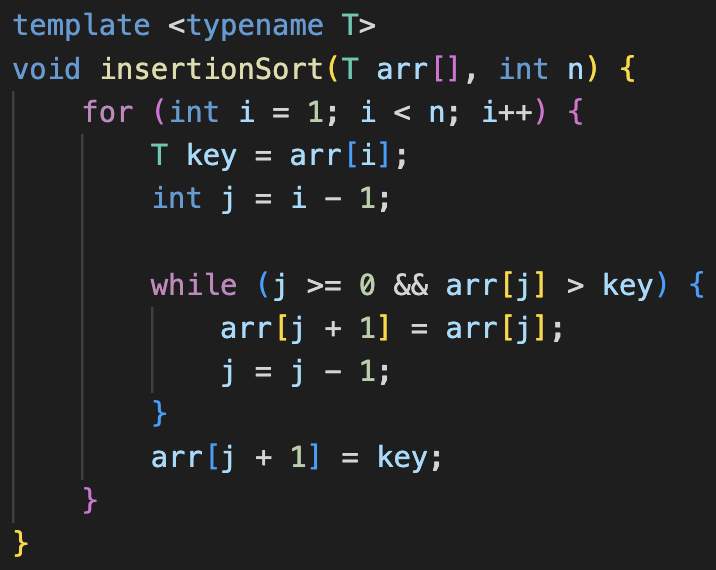 template <typename T>
void insertionSort(T arr[], int n) {
    for (int i = 1; i < n; i++) {
        T key = arr[i];
        int j = i - 1;

        while (j >= 0 && arr[j] > key) {
            arr[j + 1] = arr[j];
            j = j - 1;
        }
        arr[j + 1] = key;
    }
}